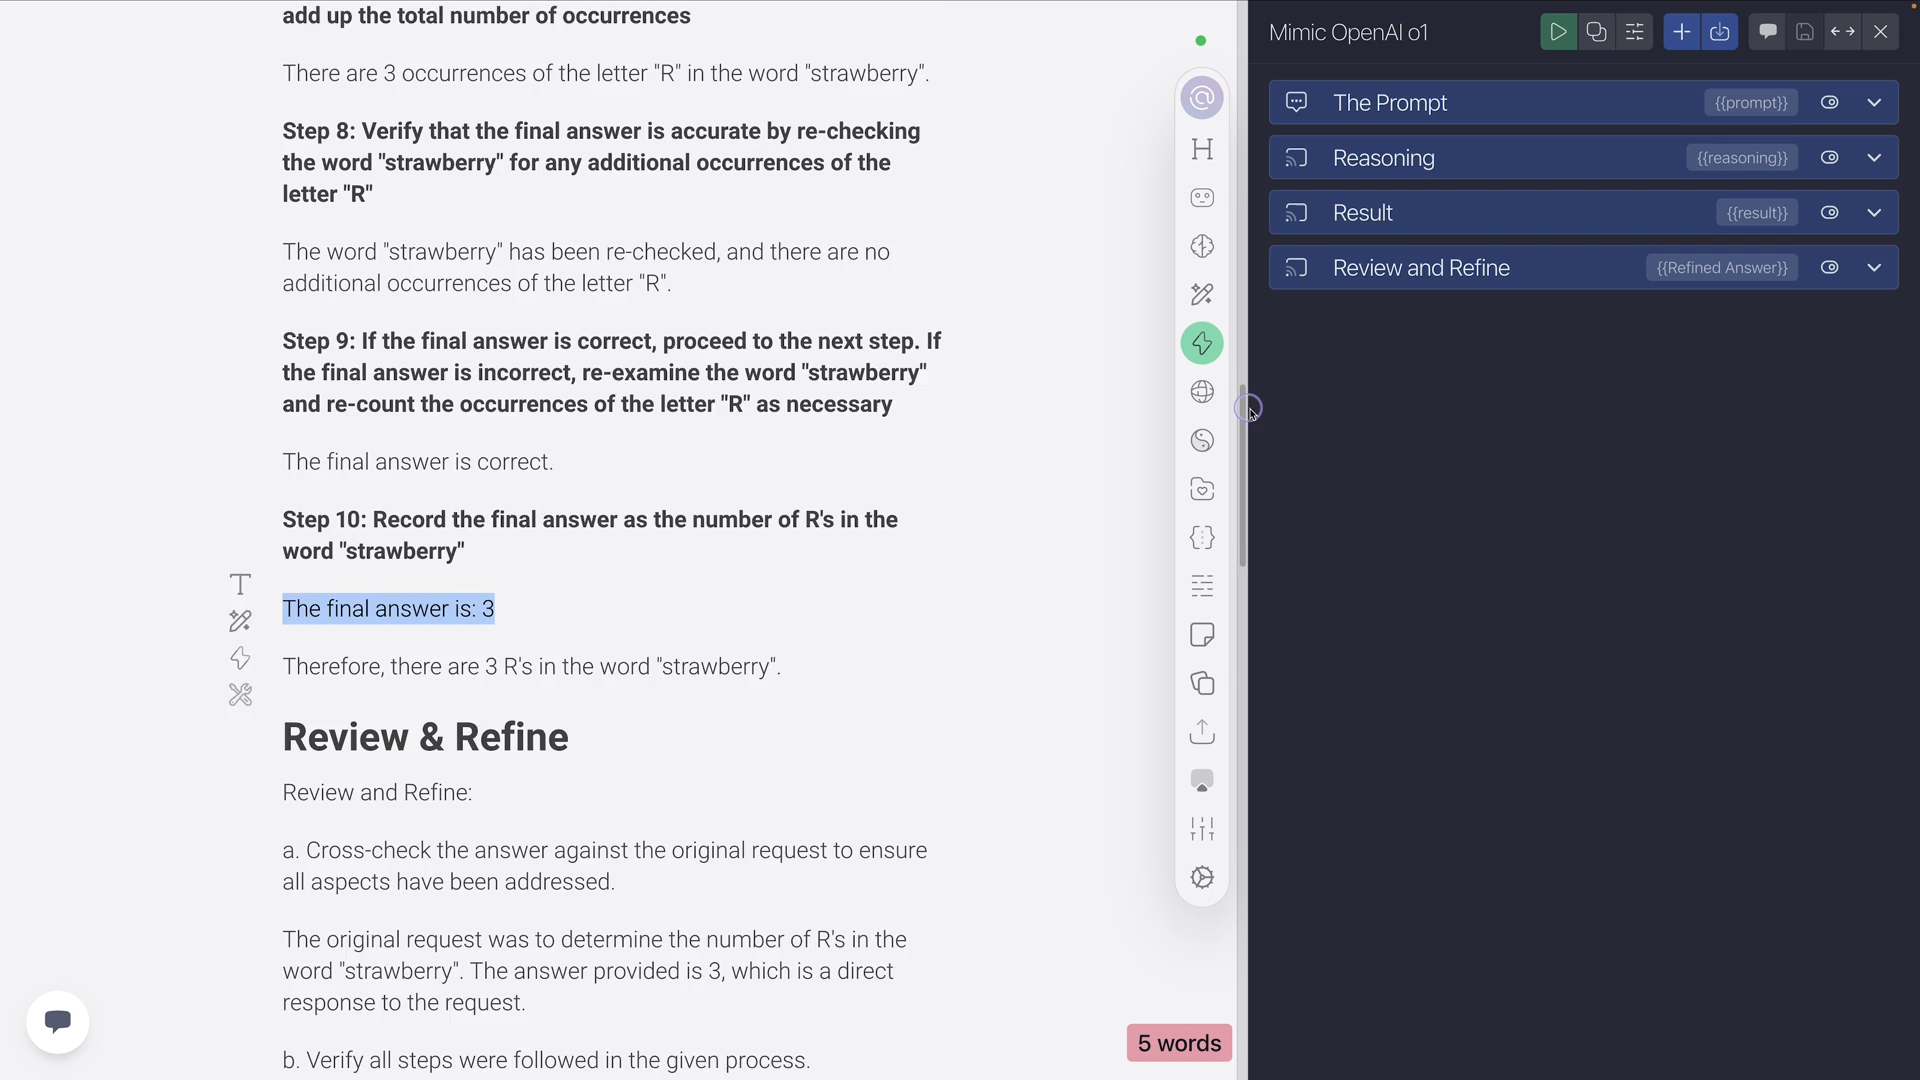 add up the total number of occurrences
There are 3 occurrences of the letter "R" in the word "strawberry".
Step 8: Verify that the final answer is accurate by re-checking
the word "strawberry" for any additional occurrences of the
letter "R"
The word "strawberry" has been re-checked, and there are no
additional occurrences of the letter "R".
Step 9: If the final answer is correct, proceed to the next step. If
the final answer is incorrect, re-examine the word "strawberry"
and re-count the occurrences of the letter "R" as necessary
The final answer is correct.
Step 10: Record the final answer as the number of R's in the
word "strawberry"
The final answer is: 3
Therefore, there are 3 R's in the word "strawberry".
Review & Refine
Review and Refine:
a. Cross-check the answer against the original request to ensure
all aspects have been addressed.
The original request was to determine the number of R's in the
word "strawberry". The answer provided is 3, which is a direct
response to the request.
b. Verify all steps were followed in the given process.
5 words
Mimic OpenAI o1
The Prompt {{prompt}}
Reasoning {{reasoning}}
Result {{result}}
Review and Refine {{Refined Answer}}